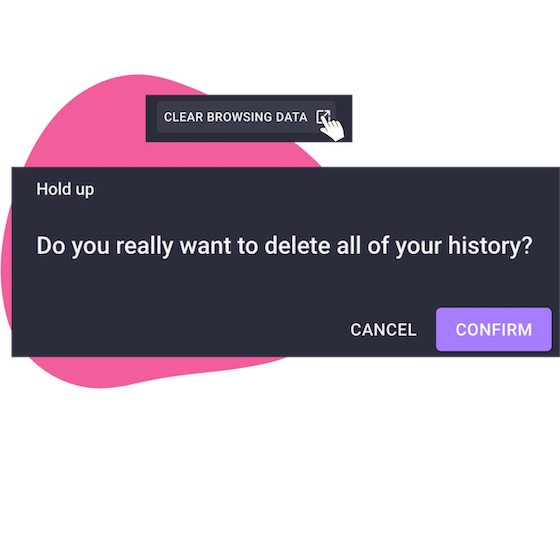 CLEAR BROWSING DATA
Hold up
Do you really want to delete all of your history?
CANCEL CONFIRM